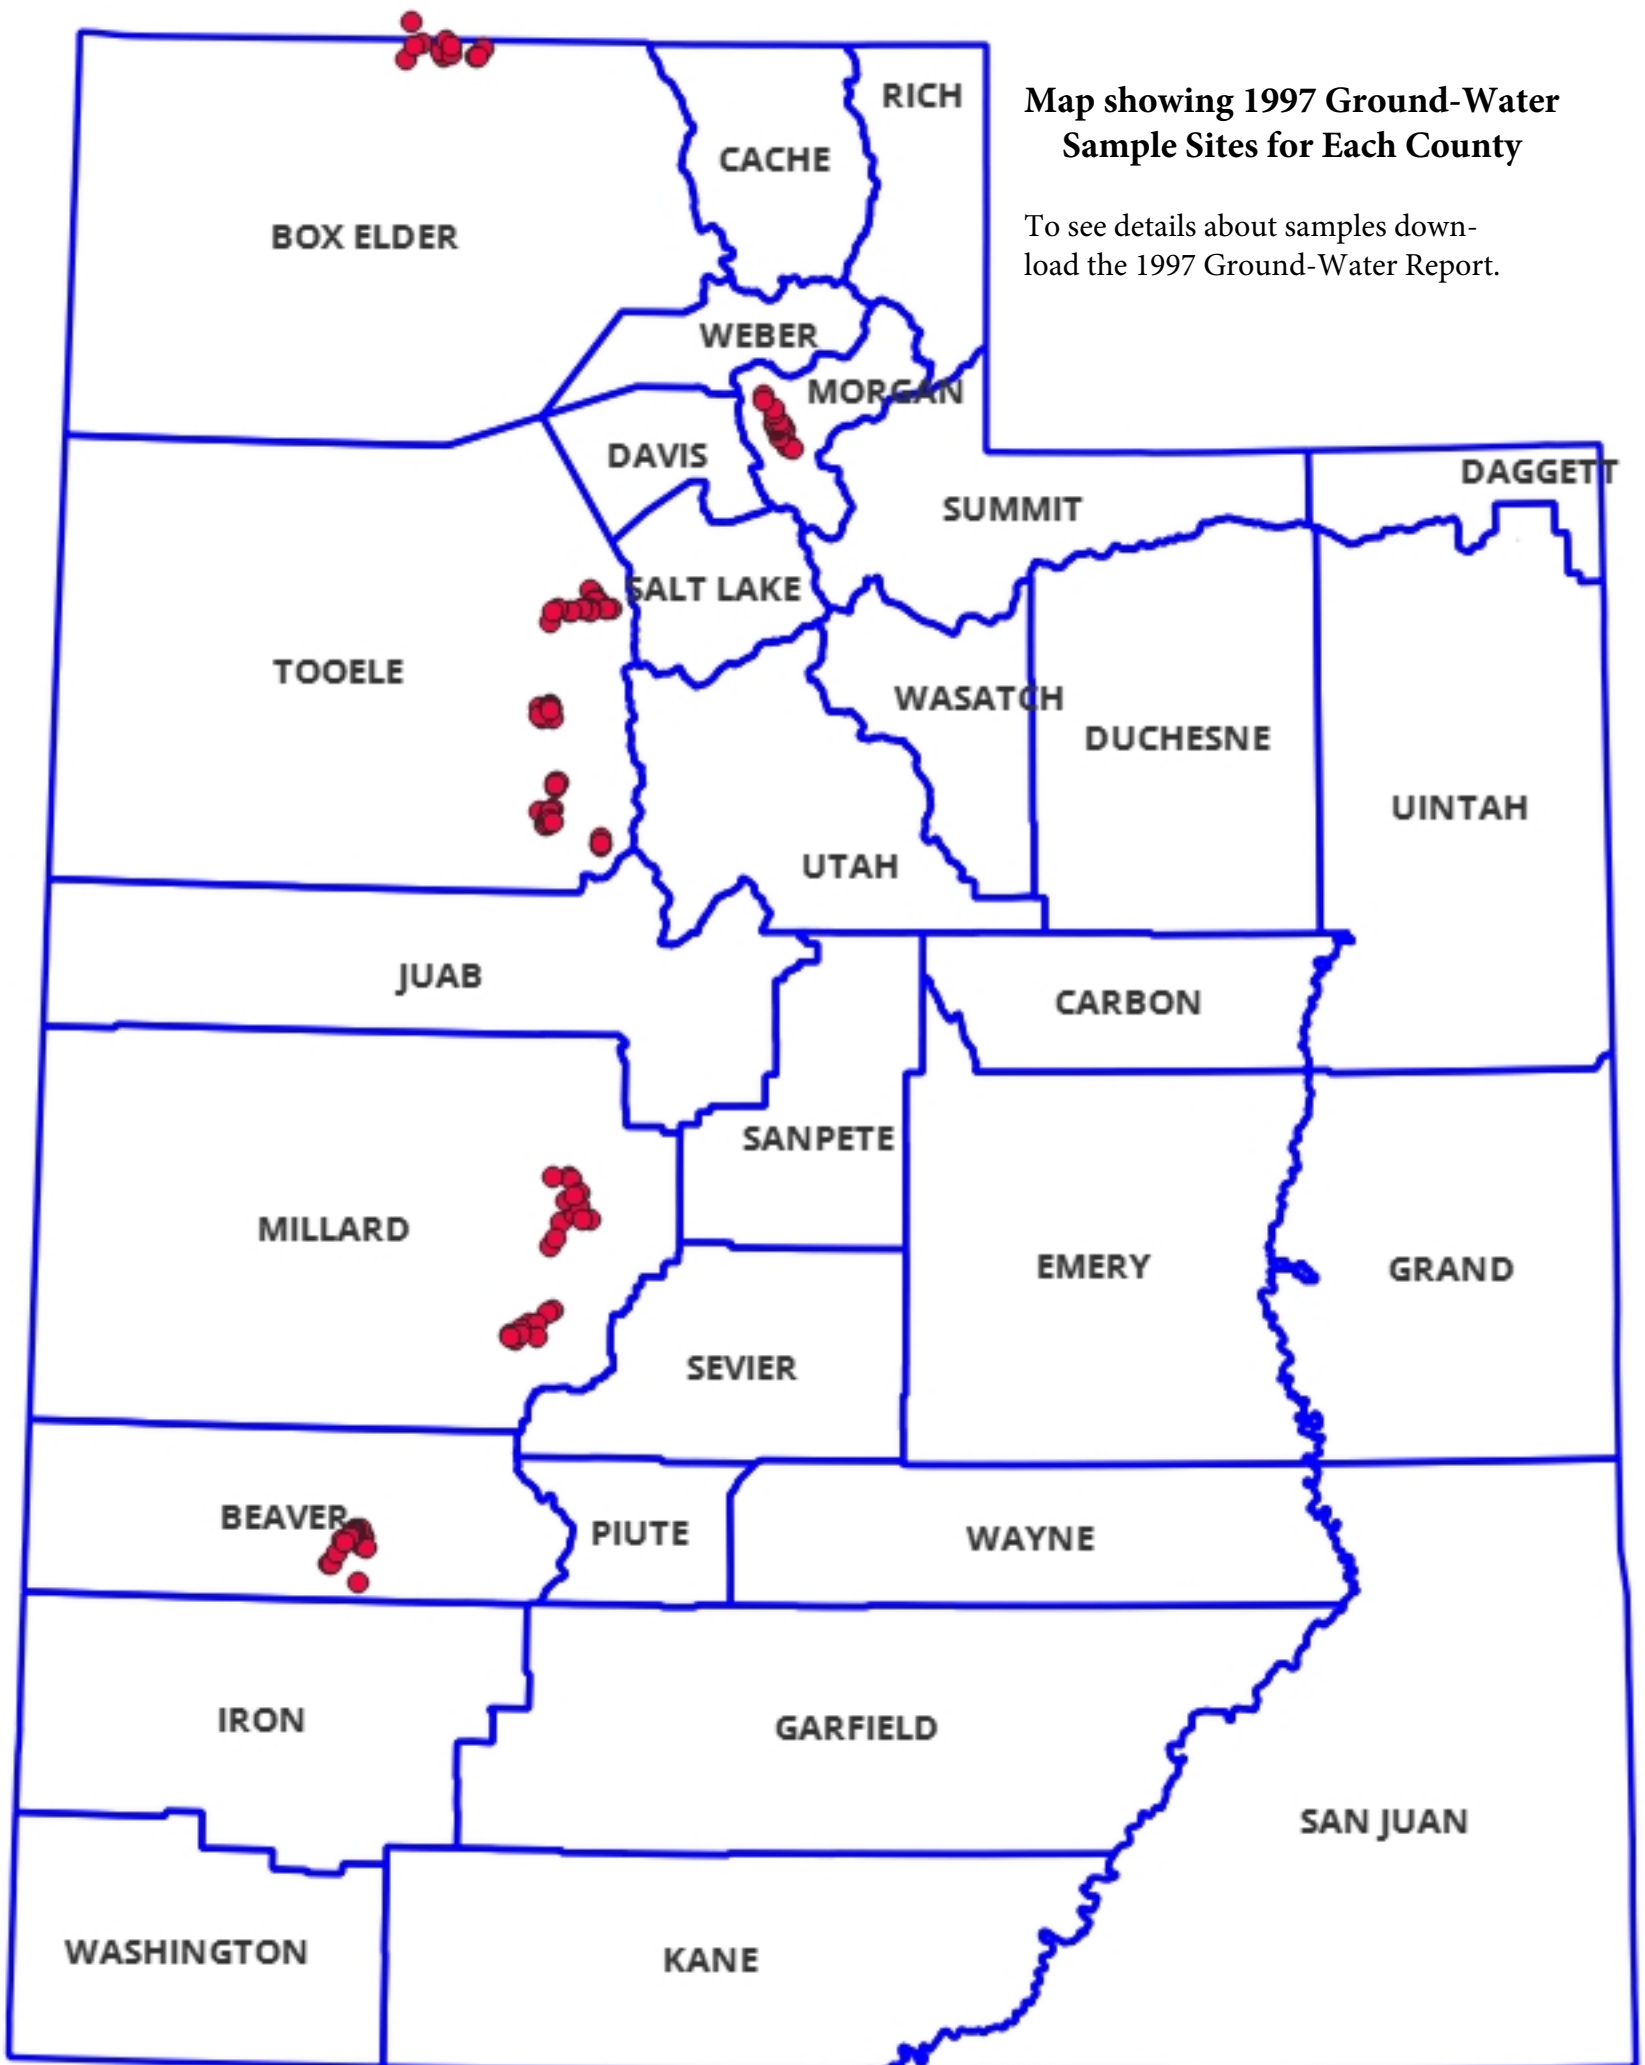 RICH
Map showing 1997 Ground-Water
Sample Sites for Each County
CACHE
To see details about samples down-
load the 1997 Ground-Water Report.
BOX ELDER
WEBER
MORGAN
DAVIS
DAGGETT
SUMMIT
SALT LAKE
TOOELE
WASATCH
DUCHESNE
UINTAH
UTAH
JUAB
CARBON
SANPETE
MILLARD
EMERY
GRAND
SEVIER
BEAVER
PIUTE
WAYNE
IRON
GARFIELD
SAN JUAN
WASHINGTON
KANE